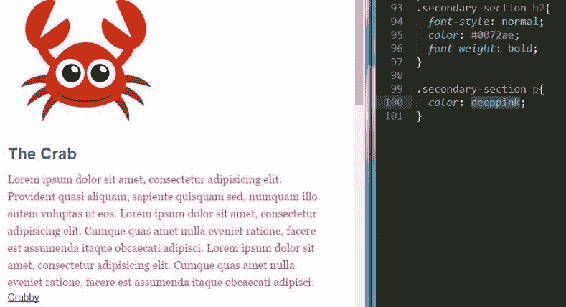 The Crab
Lorem ipsum dolor sit amet, consectetur adipisicing elit.
Provident quasi aliquam, sapiente quisquam sed, numquam illo
autem voluptas ut eos. Lorem ipsum dolor sit amet, consectetur
adipisicing elit. Cumque quas amet nulla eveniet ratione, facere
est assumenda itaque obcaecati adipisci. Lorem ipsum dolor sit
amet, consectetur adipisicing elit. Cumque quas amet nulla
eveniet ratione, facere est assumenda itaque obcaecati adipisci.
Crabby
93 .secondary-section h2{
94 font-style: normal;
95 color: #0072ae;
96 font weight: bold;
97 }
98
99 .secondary-section p{
100 color: deeppink;
101 }